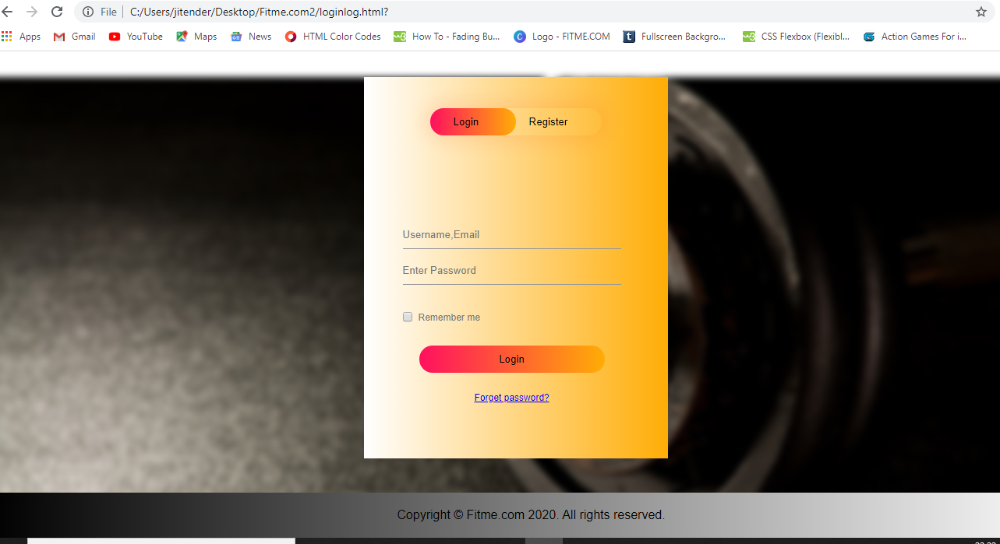 File C:/Users/jitender/Desktop/Fitme.com2/loginlog.html?
Apps Gmail YouTube Maps News HTML Color Codes How To - Fading Bu... Logo - FITME.COM Fullscreen Backgro... CSS Flexbox (Flexibl... Action Games For i...
Login Register
Username,Email
Enter Password
Remember me
Login
Forget password?
Copyright © Fitme.com 2020. All rights reserved.